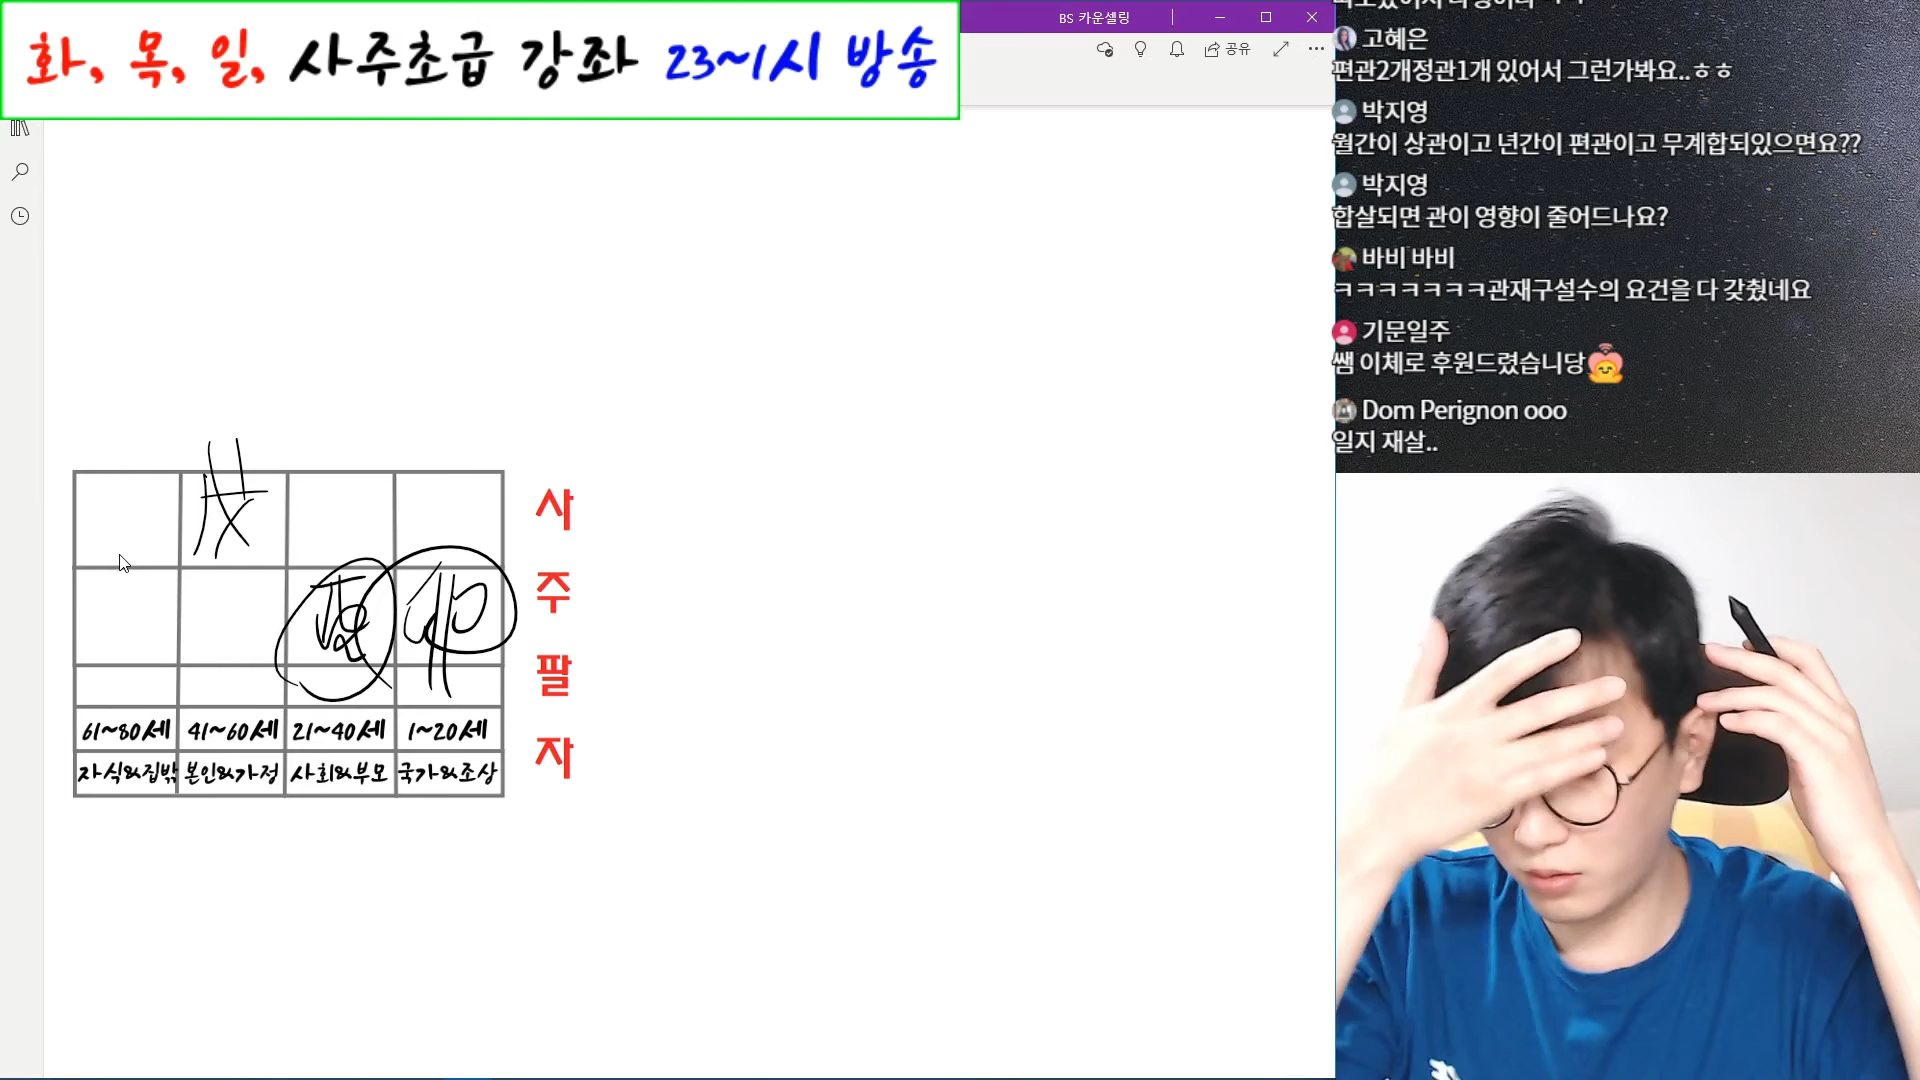 화, 목, 일, 사주초급 강좌 23~1시 방송
BS 카운셀링
공유
고혜은
편관2개정관1개 있어서 그런가봐요..ㅎㅎ
박지영
월간이 상관이고 년간이 편관이고 무계합되있으면요??
박지영
합살되면 관이 영향이 줄어드나요?
바비 바비
ㅋㅋㅋㅋㅋㅋㅋ관재구설수의 요건을 다 갖췄네요
기문일주
쌤 이체로 후원드렸습니당
Dom Perignon ooo
일지 재살..
사
주
팔
자
卯
61~80세 41~60세 21~40세 1~20세
자식&집밖 본인&가정 사회&부모 국가&조상